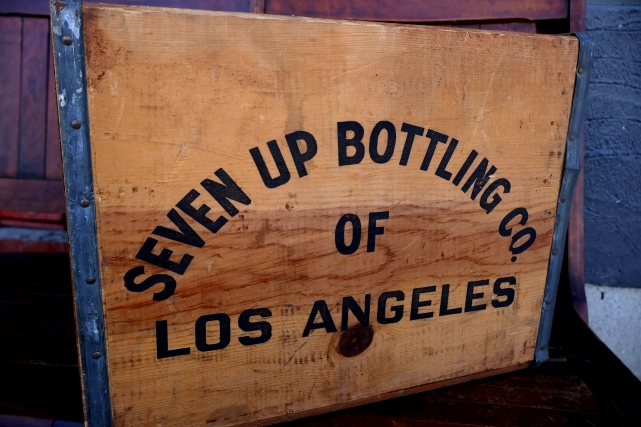 SEVEN UP BOTTLING CO.
OF
LOS ANGELES